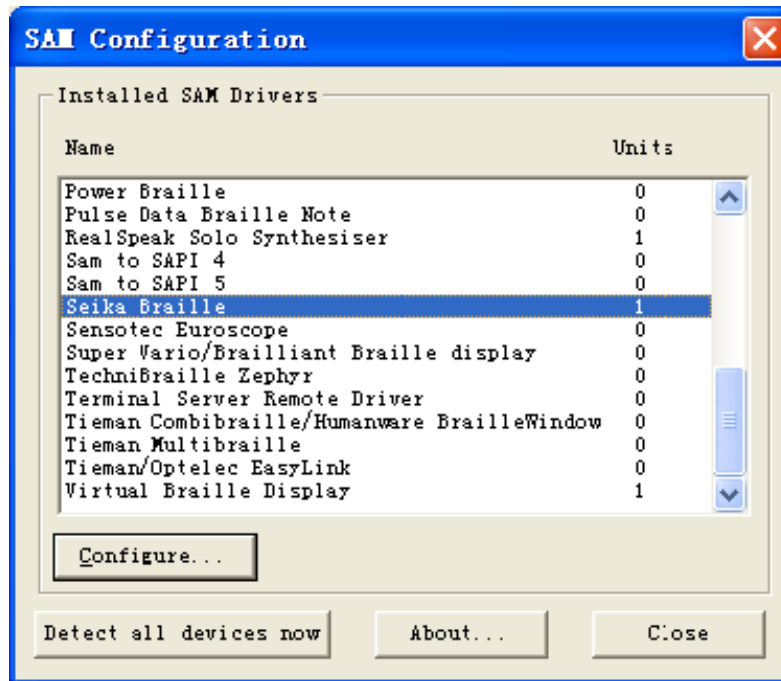 SAM Configuration
Installed SAM Drivers
Name Units
Power Braille 0
Pulse Data Braille Note 0
RealSpeak Solo Synthesiser 1
Sam to SAPI 4 0
Sam to SAPI 5 0
Seika Braille 1
Sensotec Euroscope 0
Super Vario/Brailliant Braille display 0
TechniBraille Zephyr 0
Terminal Server Remote Driver 0
Tieman Combibraille/Humanware BrailleWindow 0
Tieman Multibraille 0
Tieman/Optelec EasyLink 0
Virtual Braille Display 1
Configure...
Detect all devices now About... Close